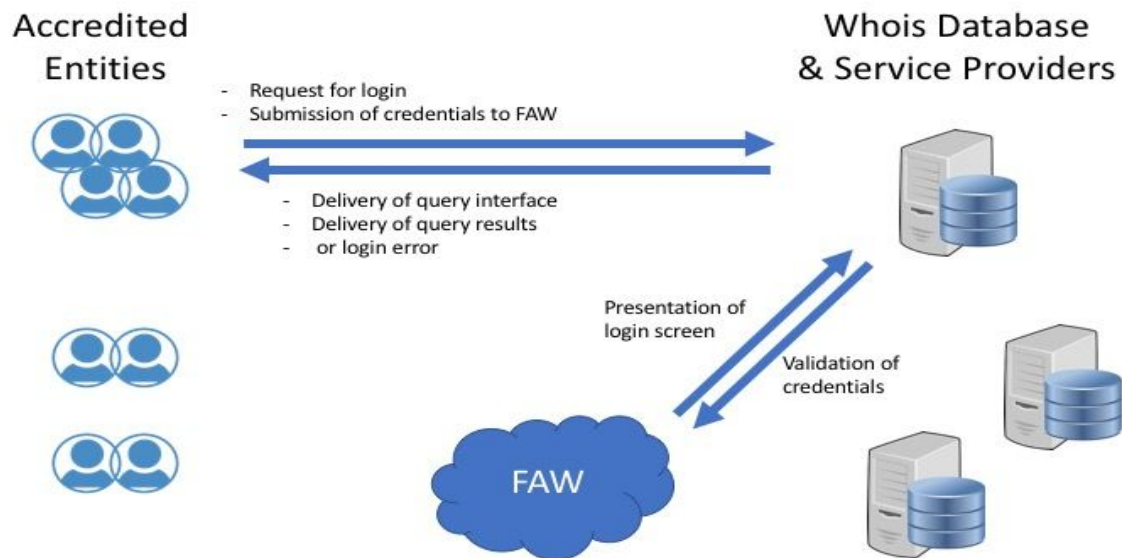 Accredited
Entities
Whois Database
& Service Providers
- Request for login
- Submission of credentials to FAW
- Delivery of query interface
- Delivery of query results
- or login error
Presentation of
login screen
Validation of
credentials
FAW